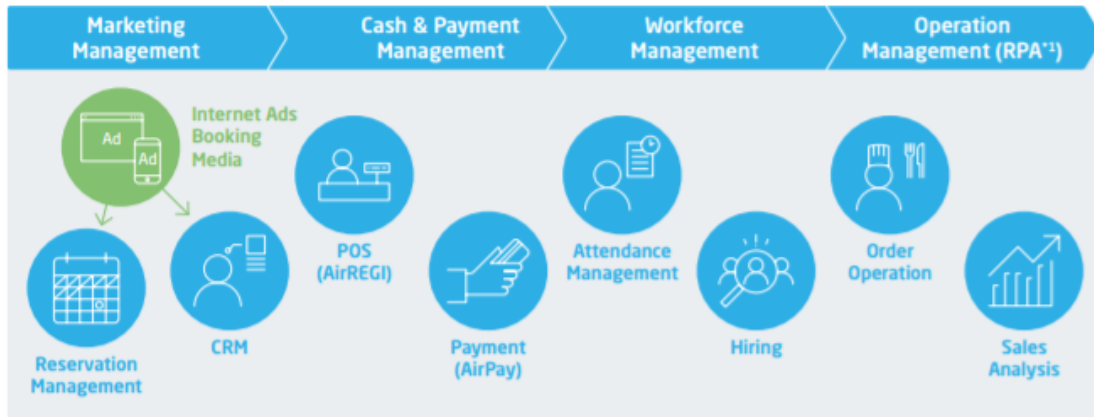 Marketing
Management
Cash & Payment
Management
Workforce
Management
Operation
Management (RPA*1)
Ad
Ad
Internet Ads
Booking
Media
Reservation
Management
CRM
POS
(AirREGI)
Payment
(AirPay)
Attendance
Management
Hiring
Order
Operation
Sales
Analysis